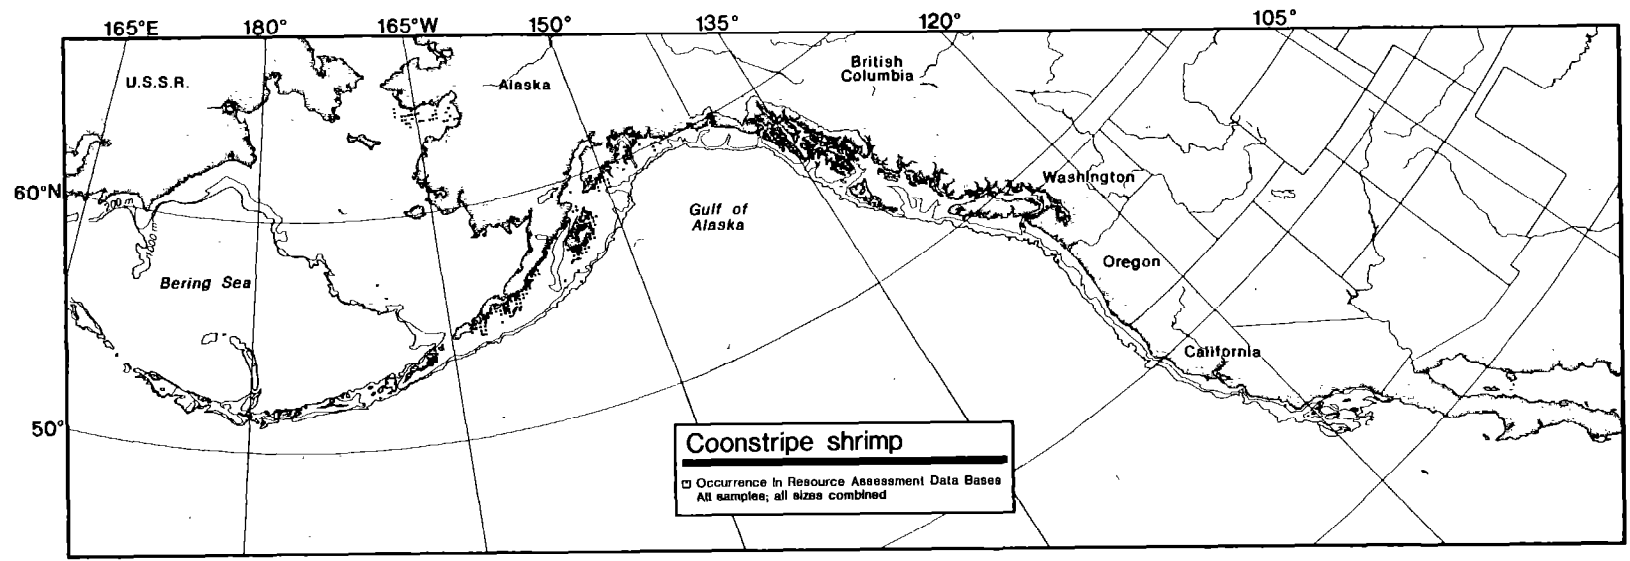 165°E 180° 165°W 150° 135° 120° 105°
U.S.S.R.
Alaska
British
Columbia
60°N
200 m
1000 m
Washington
Gulf of
Alaska
Oregon
Bering Sea
California
50°
Coonstripe shrimp
Occurrence in Resource Assessment Data Bases
All samples; all sizes combined